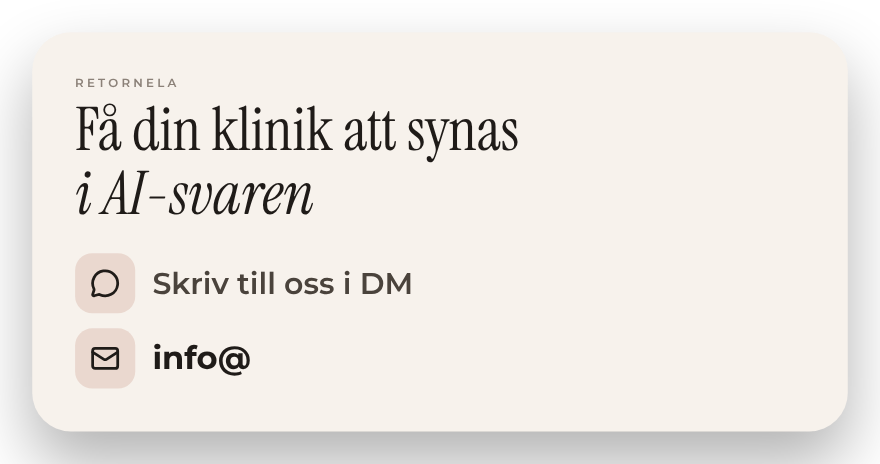 RETORNELA
Få din klinik att synas
i AI-svaren
Skriv till oss i DM
info@